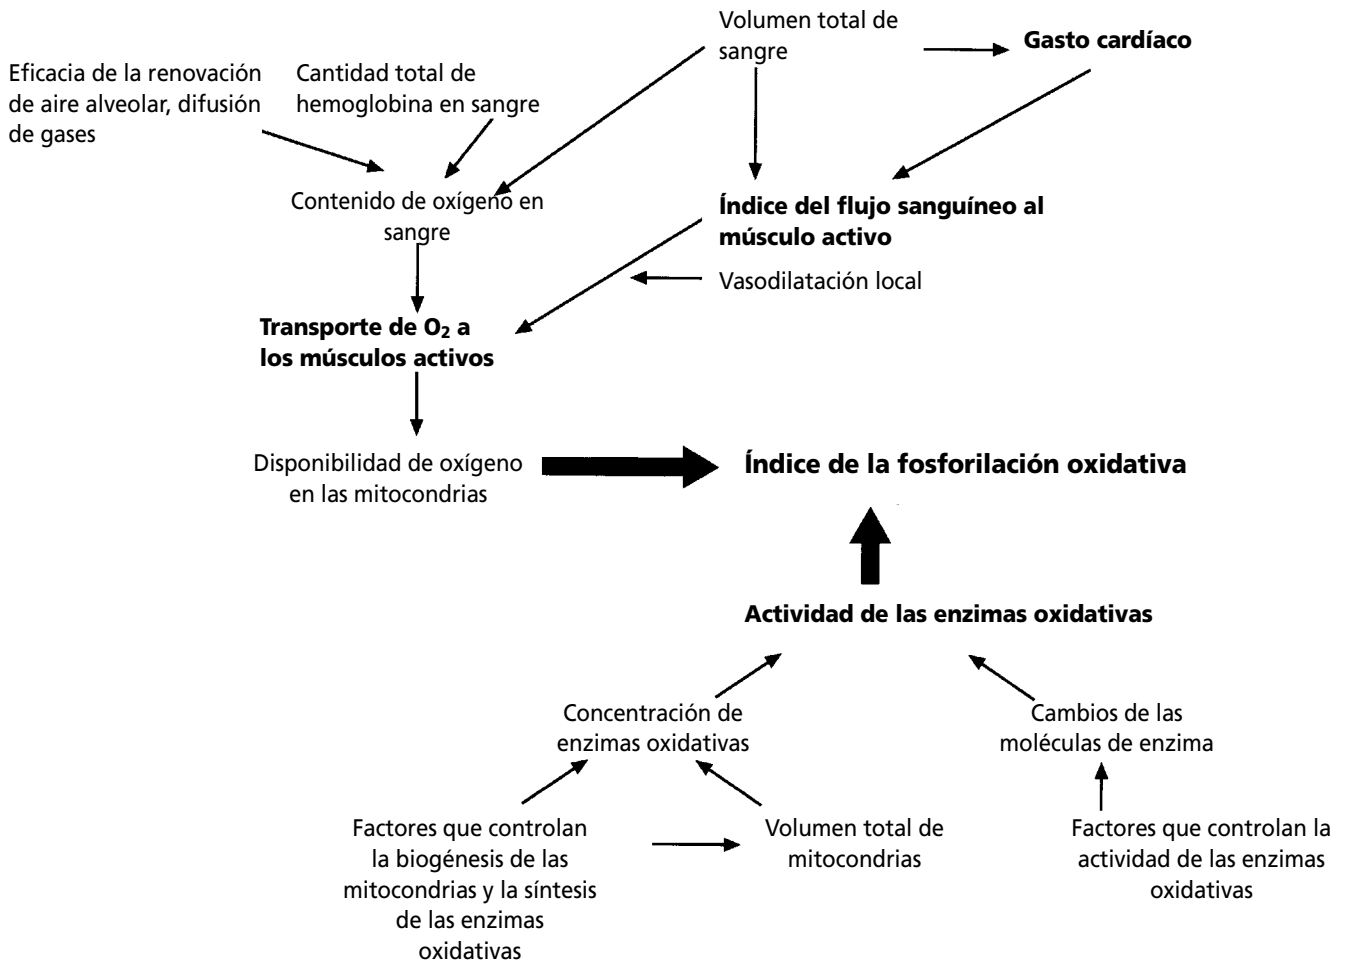 Volumen total de
sangre
Gasto cardíaco
Eficacia de la renovación
de aire alveolar, difusión
de gases
Cantidad total de
hemoglobina en sangre
Contenido de oxígeno en
sangre
Índice del flujo sanguíneo al
músculo activo
Vasodilatación local
Transporte de O₂ a
los músculos activos
Disponibilidad de oxígeno
en las mitocondrias
Índice de la fosforilación oxidativa
Actividad de las enzimas oxidativas
Concentración de
enzimas oxidativas
Cambios de las
moléculas de enzima
Factores que controlan
la biogénesis de las
mitocondrias y la síntesis
de las enzimas
oxidativas
Volumen total de
mitocondrias
Factores que controlan la
actividad de las enzimas
oxidativas